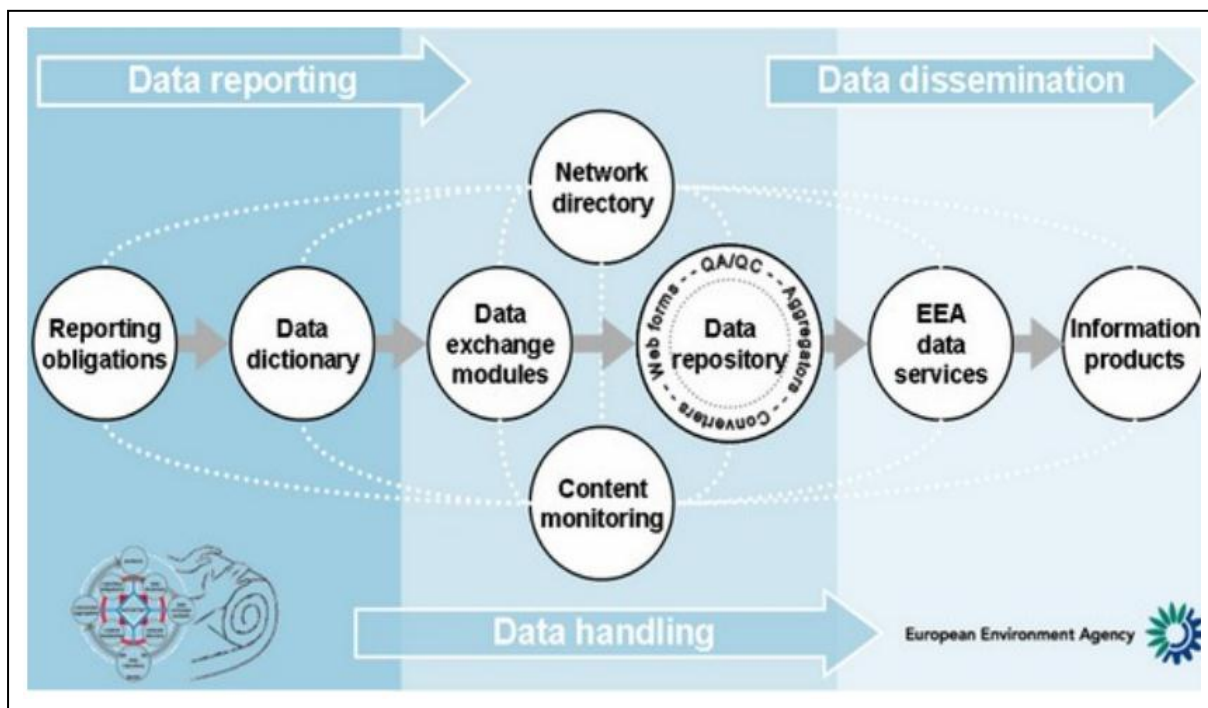 Data reporting
Data dissemination
Network
directory
Reporting
obligations
Data
dictionary
Data
exchange
modules
Web forms - - QA/QC - - Aggregators - - Converters - -
Data
repository
EEA
data
services
Information
products
Content
monitoring
Data handling
European Environment Agency